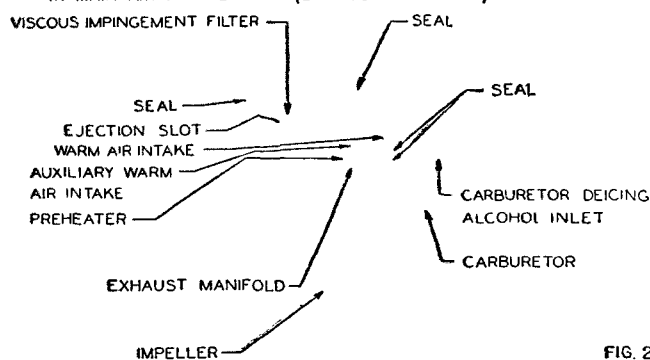 VISCOUS IMPINGEMENT FILTER
SEAL
SEAL
SEAL
EJECTION SLOT
WARM AIR INTAKE
AUXILIARY WARM
AIR INTAKE
PREHEATER
CARBURETOR DEICING
ALCOHOL INLET
CARBURETOR
EXHAUST MANIFOLD
IMPELLER
FIG. 2